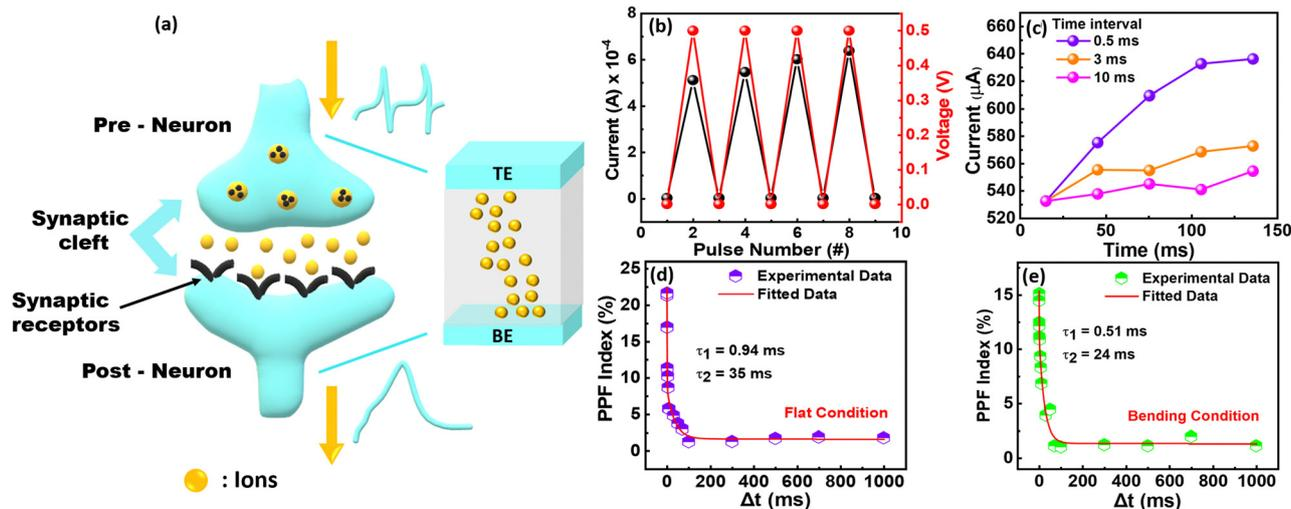 (a)
Pre - Neuron
Synaptic
cleft
Synaptic
receptors
Post - Neuron
: Ions
TE
BE
(b)
Current (A) x 10⁻⁴
8
6
4
2
0
Voltage (V)
0.5
0.4
0.3
0.2
0.1
0.0
2 4 6 8 10
Pulse Number (#)
(c)
Time interval
0.5 ms
3 ms
10 ms
Current (µA)
660
640
620
600
580
560
540
520
0 50 100 150
Time (ms)
(d)
Experimental Data
Fitted Data
τ1 = 0.94 ms
τ2 = 35 ms
Flat Condition
PPF Index (%)
25
20
15
10
5
0
0 200 400 600 800 1000
Δt (ms)
(e)
Experimental Data
Fitted Data
τ1 = 0.51 ms
τ2 = 24 ms
Bending Condition
PPF Index (%)
15
10
5
0
0 200 400 600 800 1000
Δt (ms)